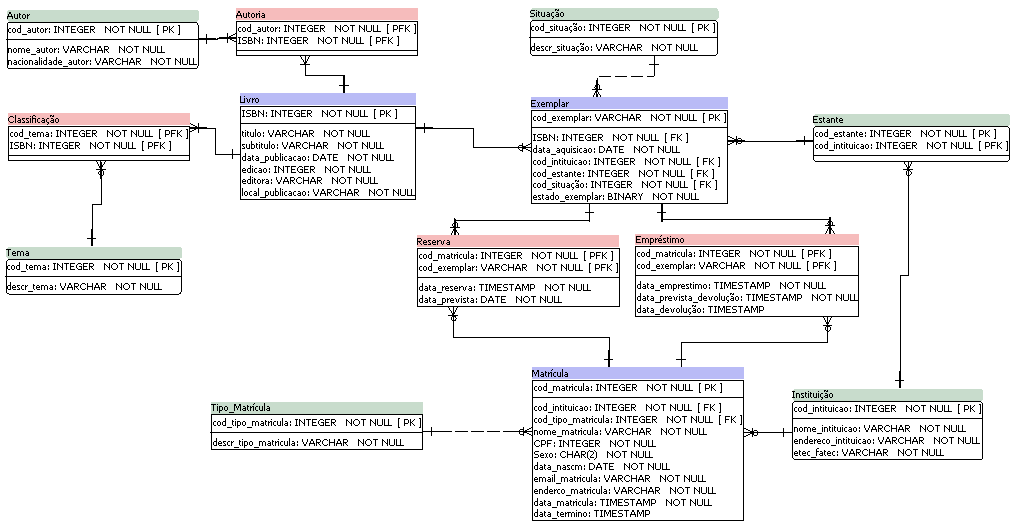 Autor
cod_autor: INTEGER NOT NULL [ PK ]
nome_autor: VARCHAR NOT NULL
nacionalidade_autor: VARCHAR NOT NULL
Autoria
cod_autor: INTEGER NOT NULL [ PFK ]
ISBN: INTEGER NOT NULL [ PFK ]
Situação
cod_situação: INTEGER NOT NULL [ PK ]
descr_situação: VARCHAR NOT NULL
Classificação
cod_tema: INTEGER NOT NULL [ PFK ]
ISBN: INTEGER NOT NULL [ PFK ]
Livro
ISBN: INTEGER NOT NULL [ PK ]
titulo: VARCHAR NOT NULL
subtitulo: VARCHAR NOT NULL
data_publicacao: DATE NOT NULL
edicao: INTEGER NOT NULL
editora: VARCHAR NOT NULL
local_publicacao: VARCHAR NOT NULL
Exemplar
cod_exemplar: VARCHAR NOT NULL [ PK ]
ISBN: INTEGER NOT NULL [ FK ]
data_aquisicao: DATE NOT NULL
cod_intituicao: INTEGER NOT NULL [ FK ]
cod_estante: INTEGER NOT NULL [ FK ]
cod_situação: INTEGER NOT NULL [ FK ]
estado_exemplar: BINARY NOT NULL
Estante
cod_estante: INTEGER NOT NULL [ PK ]
cod_intituicao: INTEGER NOT NULL [ PFK ]
Tema
cod_tema: INTEGER NOT NULL [ PK ]
descr_tema: VARCHAR NOT NULL
Reserva
cod_matricula: INTEGER NOT NULL [ PFK ]
cod_exemplar: VARCHAR NOT NULL [ PFK ]
data_reserva: TIMESTAMP NOT NULL
data_prevista: DATE NOT NULL
Empréstimo
cod_matricula: INTEGER NOT NULL [ PFK ]
cod_exemplar: VARCHAR NOT NULL [ PFK ]
data_emprestimo: TIMESTAMP NOT NULL
data_prevista_devolução: TIMESTAMP NOT NULL
data_devolução: TIMESTAMP
Tipo_Matrícula
cod_tipo_matricula: INTEGER NOT NULL [ PK ]
descr_tipo_matricula: VARCHAR NOT NULL
Matrícula
cod_matricula: INTEGER NOT NULL [ PK ]
cod_intituicao: INTEGER NOT NULL [ FK ]
cod_tipo_matricula: INTEGER NOT NULL [ FK ]
nome_matricula: VARCHAR NOT NULL
CPF: INTEGER NOT NULL
Sexo: CHAR(2) NOT NULL
data_nascm: DATE NOT NULL
email_matricula: VARCHAR NOT NULL
enderco_matricula: VARCHAR NOT NULL
data_matricula: TIMESTAMP NOT NULL
data_termino: TIMESTAMP
Instituição
cod_intituicao: INTEGER NOT NULL [ PK ]
nome_intituicao: VARCHAR NOT NULL
endereco_intituicao: VARCHAR NOT NULL
etec_fatec: VARCHAR NOT NULL